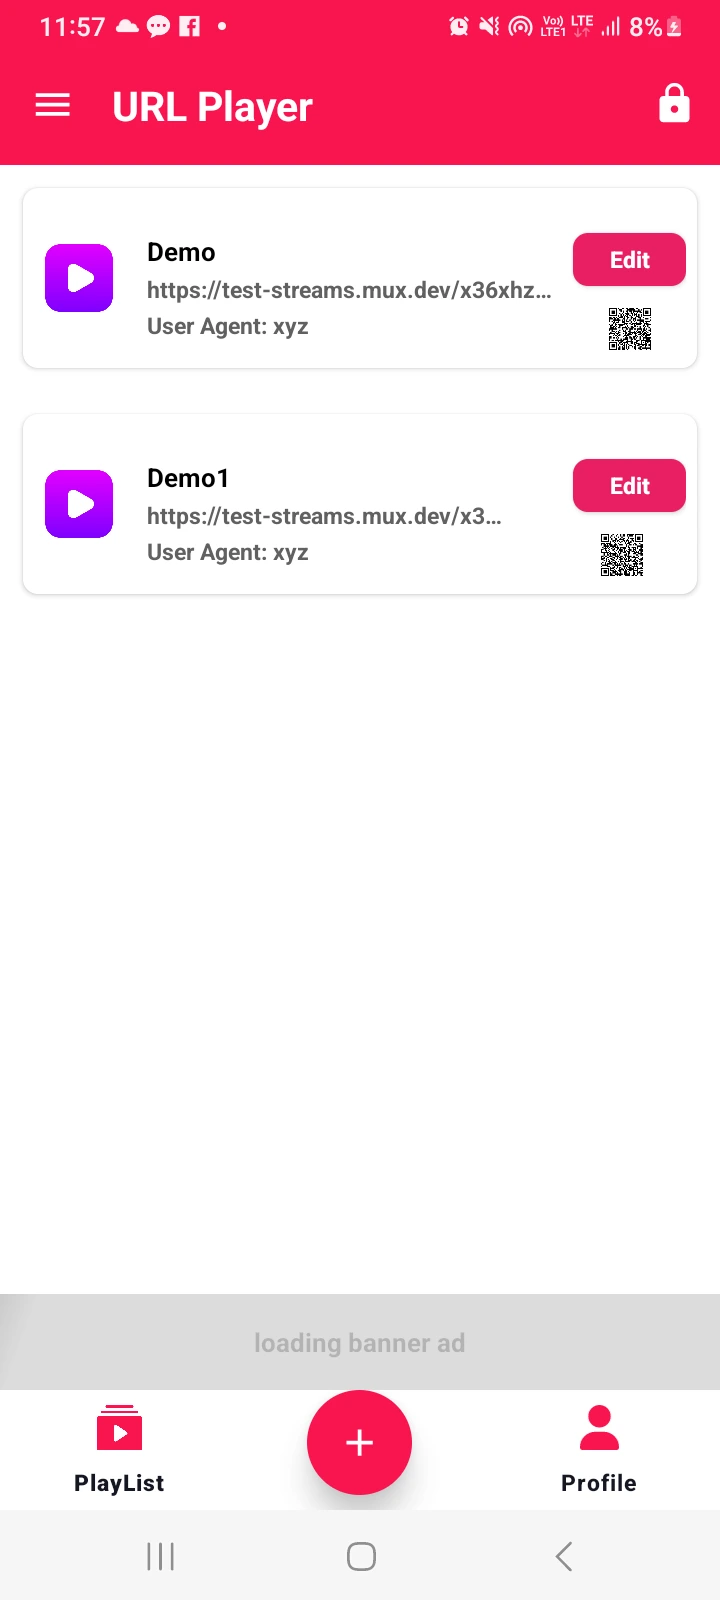 11:57
Vo) LTE
LTE1
8%
URL Player
Demo
https://test-streams.mux.dev/x36xhz...
User Agent: xyz
Edit
Demo1
https://test-streams.mux.dev/x3...
User Agent: xyz
Edit
loading banner ad
PlayList
Profile